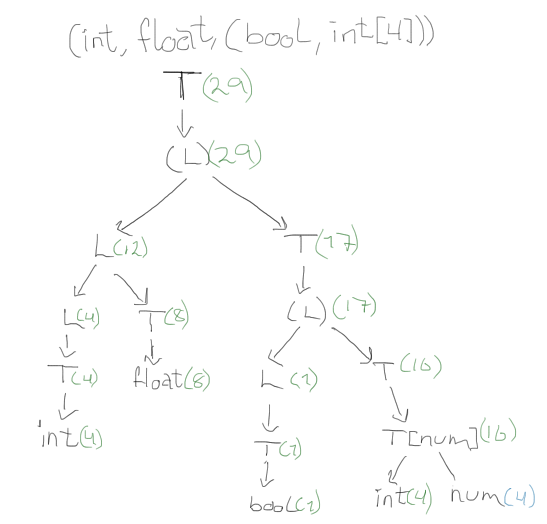 (int, float, (bool, int[4]))
T(29)
(L)(29)
L(12) T(17)
L(4) T(8) (L)(17)
T(4) float(8) L(1) T(16)
int(4) T(1) T[num](16)
bool(1) int(4) num(4)